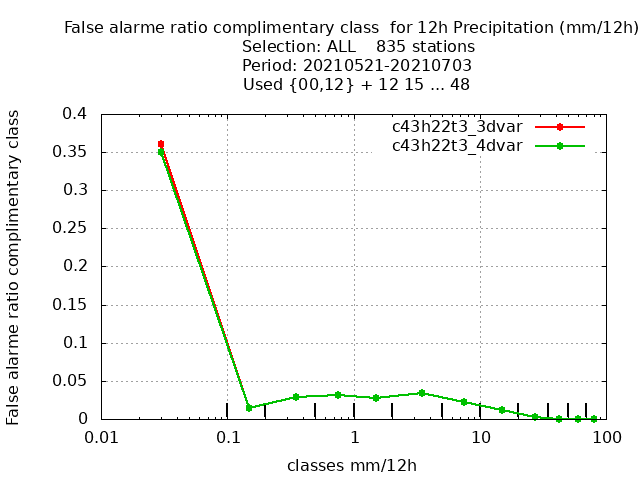 False alarme ratio complimentary class  for 12h Precipitation (mm/12h)
Selection: ALL    835 stations
Period: 20210521-20210703
Used {00,12} + 12 15 ... 48
False alarme ratio complimentary class
0.4
0.35
0.3
0.25
0.2
0.15
0.1
0.05
0
c43h22t3_3dvar
c43h22t3_4dvar
0.01 0.1 1 10 100
classes mm/12h